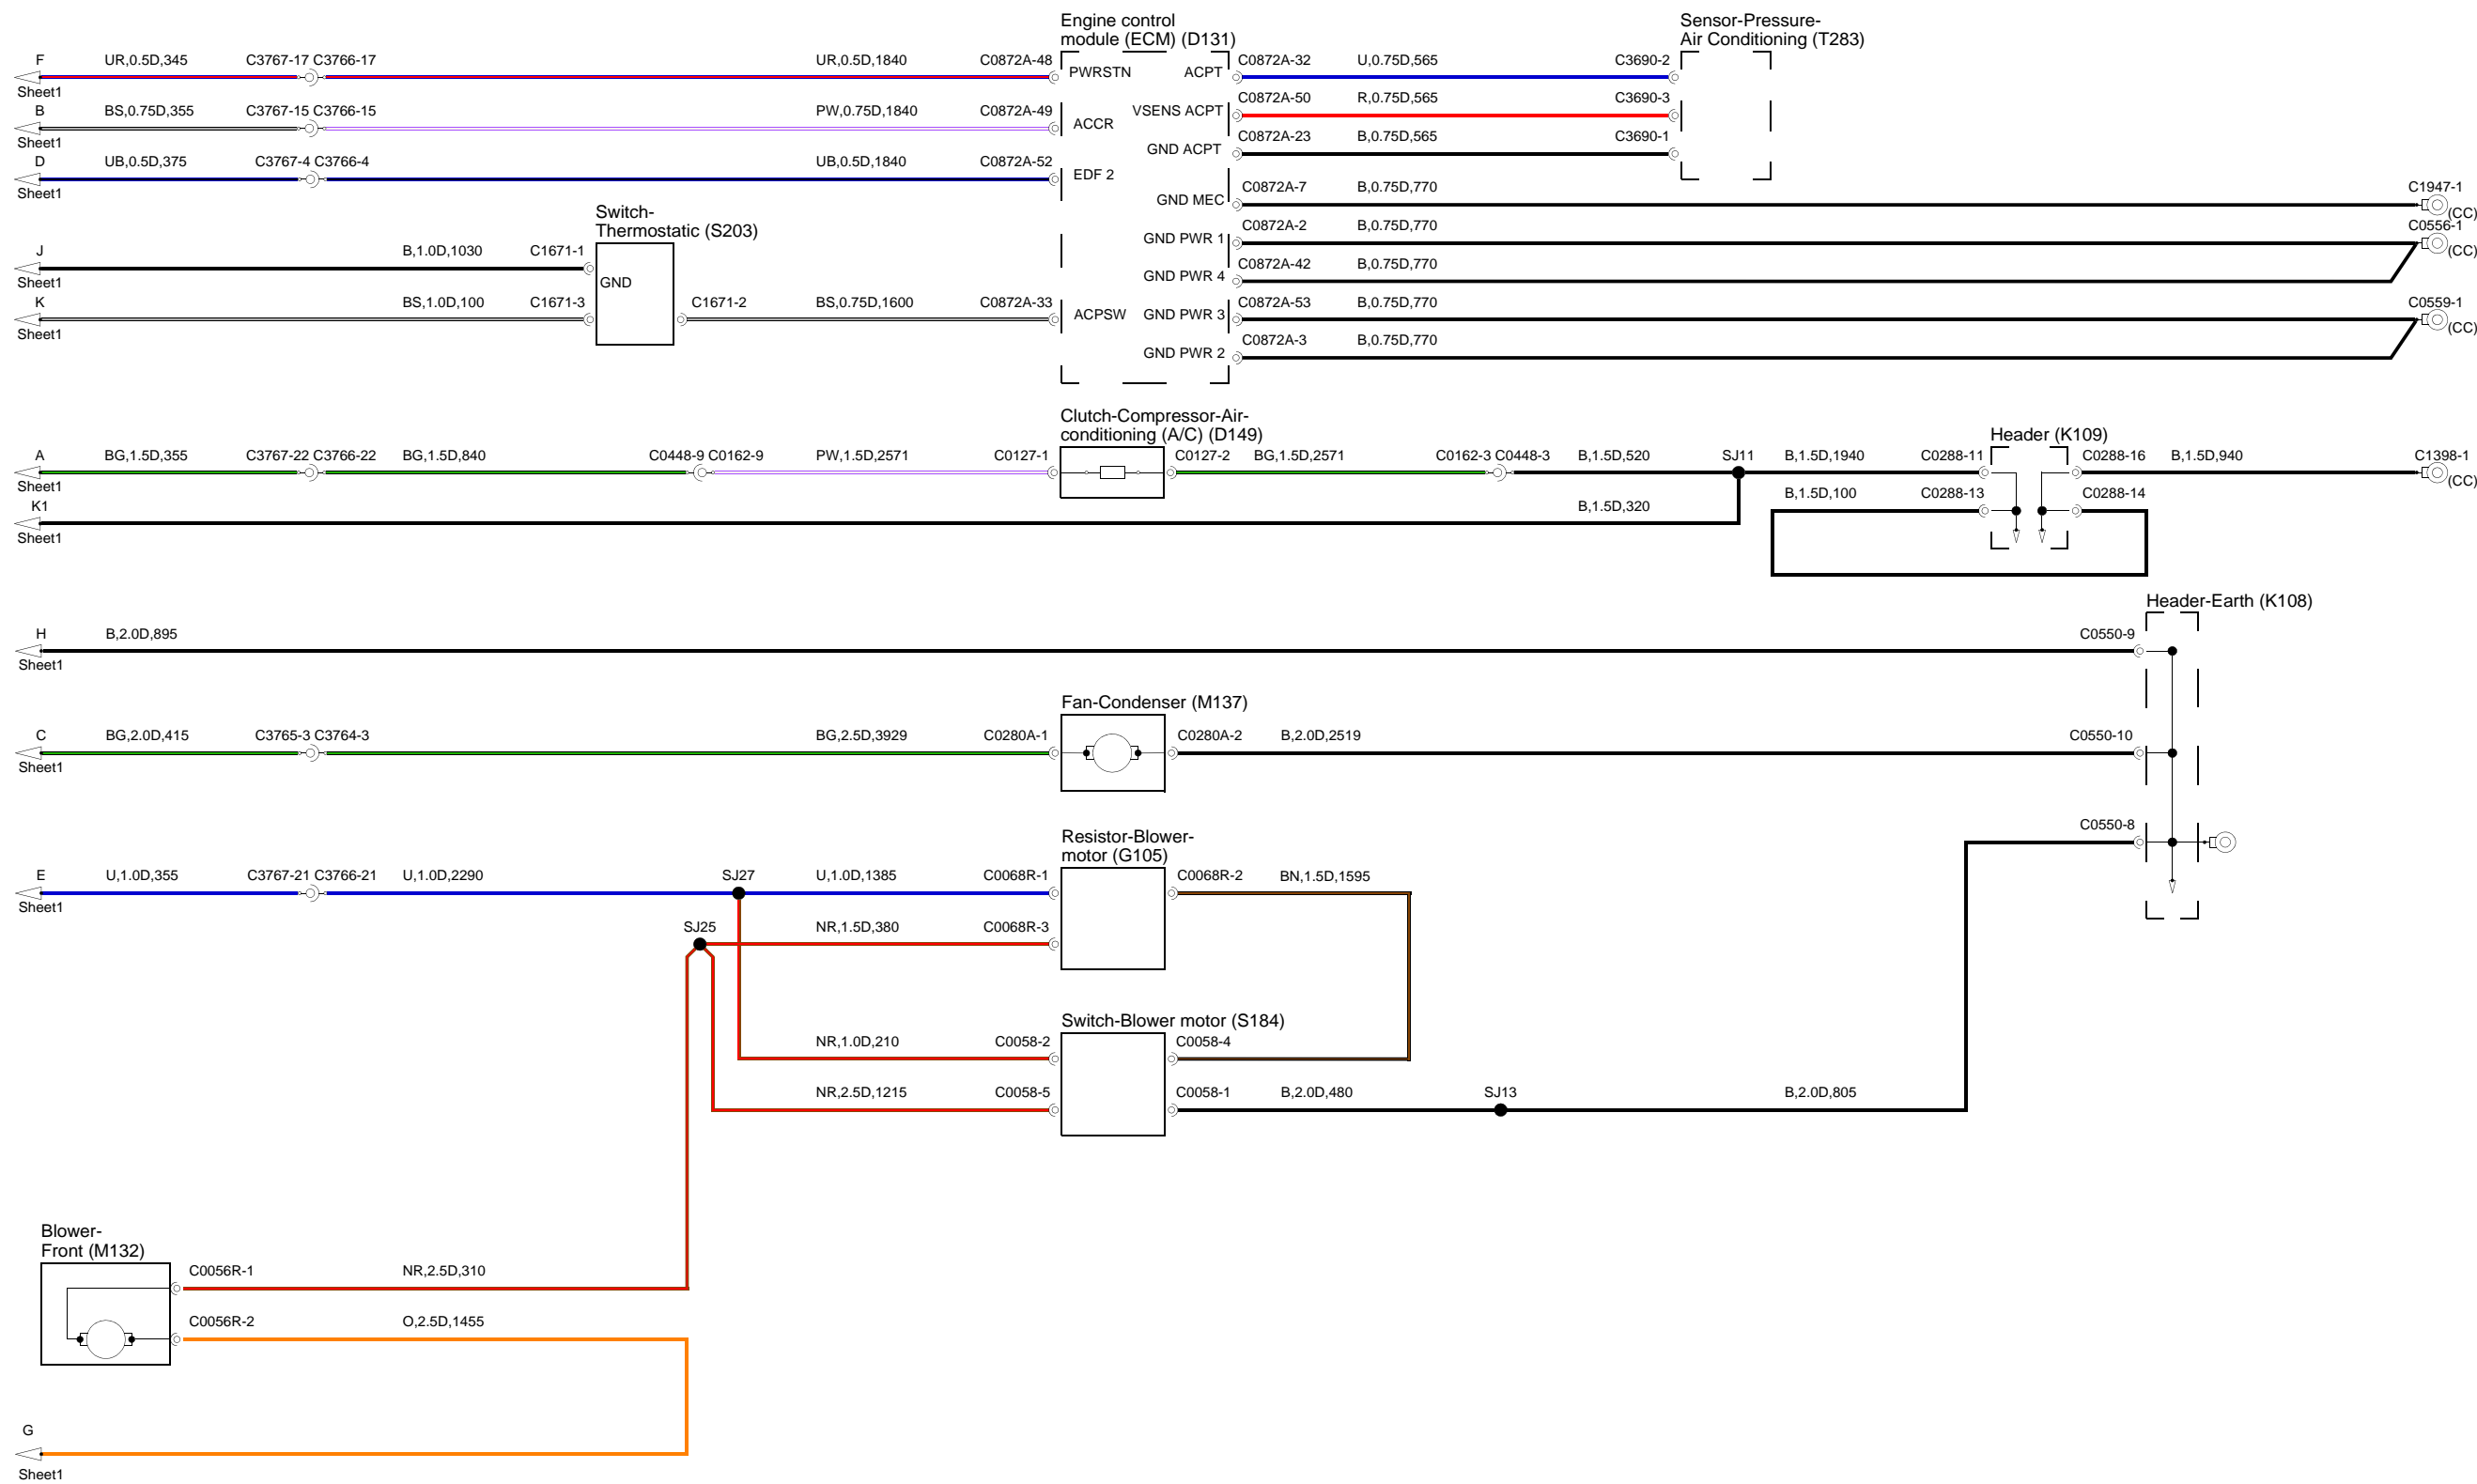 Engine control
module (ECM) (D131)
Sensor-Pressure-
Air Conditioning (T283)
F UR,0.5D,345 C3767-17 C3766-17 UR,0.5D,1840 C0872A-48 PWRSTN ACPT C0872A-32 U,0.75D,565 C3690-2
Sheet1
B BS,0.75D,355 C3767-15 C3766-15 PW,0.75D,1840 C0872A-49 ACCR VSENS ACPT C0872A-50 R,0.75D,565 C3690-3
Sheet1
GND ACPT C0872A-23 B,0.75D,565 C3690-1
D UB,0.5D,375 C3767-4 C3766-4 UB,0.5D,1840 C0872A-52 EDF 2
Sheet1
GND MEC C0872A-7 B,0.75D,770 C1947-1
(CC)
Switch-
Thermostatic (S203)
GND PWR 1 C0872A-2 B,0.75D,770 C0556-1
(CC)
J B,1.0D,1030 C1671-1 GND
Sheet1
GND PWR 4 C0872A-42 B,0.75D,770
K BS,1.0D,100 C1671-3 C1671-2 BS,0.75D,1600 C0872A-33 ACPSW GND PWR 3 C0872A-53 B,0.75D,770 C0559-1
(CC)
Sheet1
GND PWR 2 C0872A-3 B,0.75D,770
Clutch-Compressor-Air-
conditioning (A/C) (D149)
Header (K109)
A BG,1.5D,355 C3767-22 C3766-22 BG,1.5D,840 C0448-9 C0162-9 PW,1.5D,2571 C0127-1 C0127-2 BG,1.5D,2571 C0162-3 C0448-3 B,1.5D,520 SJ11 B,1.5D,1940 C0288-11 C0288-16 B,1.5D,940 C1398-1
(CC)
Sheet1
B,1.5D,100 C0288-13 C0288-14
K1 B,1.5D,320
Sheet1
Header-Earth (K108)
H B,2.0D,895 C0550-9
Sheet1
Fan-Condenser (M137)
C BG,2.0D,415 C3765-3 C3764-3 BG,2.5D,3929 C0280A-1 C0280A-2 B,2.0D,2519 C0550-10
Sheet1
C0550-8
Resistor-Blower-
motor (G105)
E U,1.0D,355 C3767-21 C3766-21 U,1.0D,2290 SJ27 U,1.0D,1385 C0068R-1 C0068R-2 BN,1.5D,1595
Sheet1
SJ25 NR,1.5D,380 C0068R-3
Switch-Blower motor (S184)
NR,1.0D,210 C0058-2 C0058-4
NR,2.5D,1215 C0058-5 C0058-1 B,2.0D,480 SJ13 B,2.0D,805
Blower-
Front (M132)
C0056R-1 NR,2.5D,310
C0056R-2 O,2.5D,1455
G
Sheet1